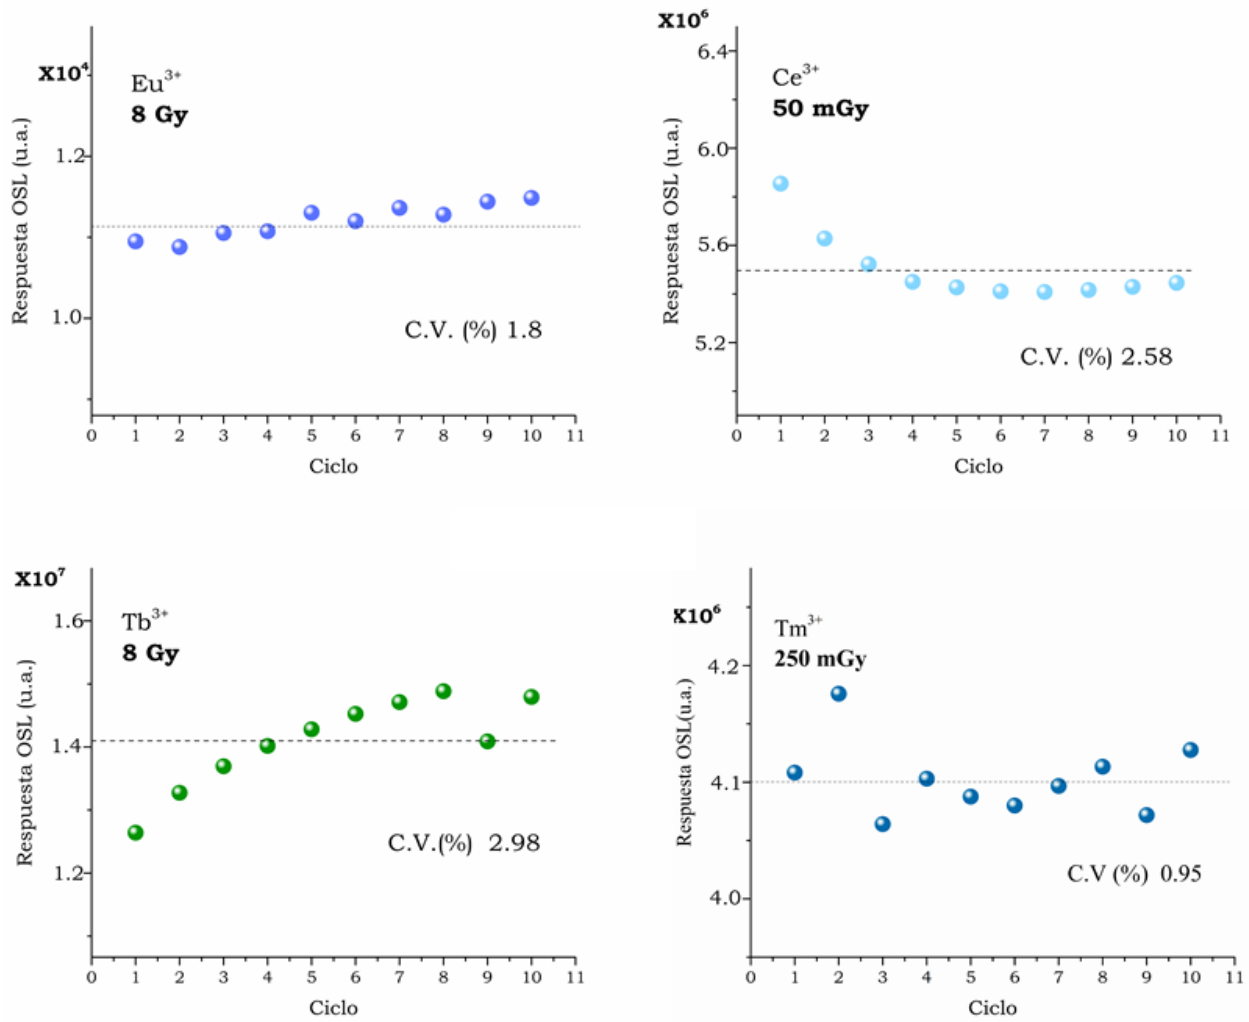 X10⁴
Eu³⁺
8 Gy
1.2
1.0
Respuesta OSL (u.a.)
C.V. (%) 1.8
0 1 2 3 4 5 6 7 8 9 10 11
Ciclo
X10⁶
6.4
Ce³⁺
50 mGy
6.0
5.6
5.2
Respuesta OSL (u.a.)
C.V. (%) 2.58
0 1 2 3 4 5 6 7 8 9 10 11
Ciclo
X10⁷
1.6
Tb³⁺
8 Gy
1.4
1.2
Respuesta OSL (u.a.)
C.V.(%) 2.98
0 1 2 3 4 5 6 7 8 9 10 11
Ciclo
X10⁶
Tm³⁺
250 mGy
4.2
4.1
4.0
Respuesta OSL(u.a.)
C.V (%) 0.95
0 1 2 3 4 5 6 7 8 9 10 11
Ciclo